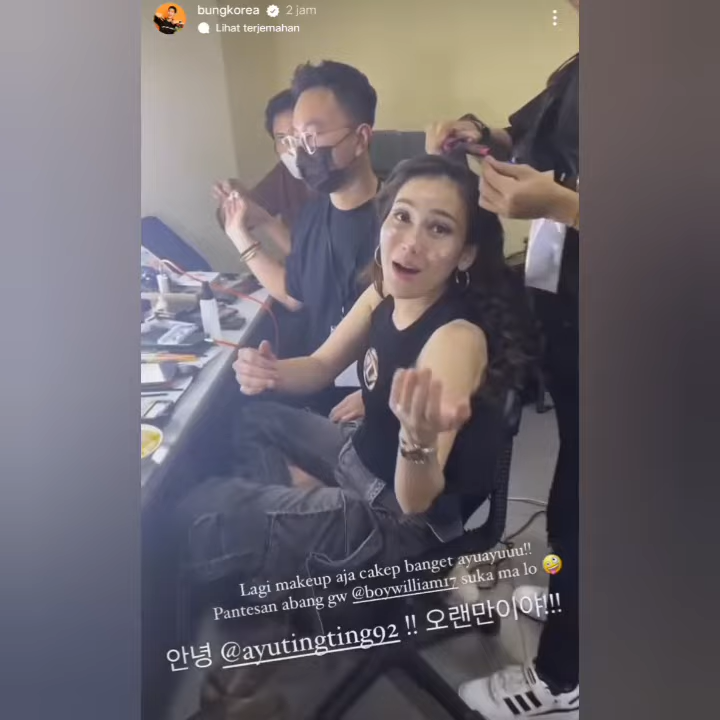 bungkorea 2 jam
Lihat terjemahan
Lagi makeup aja cakep banget ayuayuuu!!
Pantesan abang gw @boywilliam17 suka ma lo 🤪
안녕 @ayutingting92 !! 오랜만이야!!!